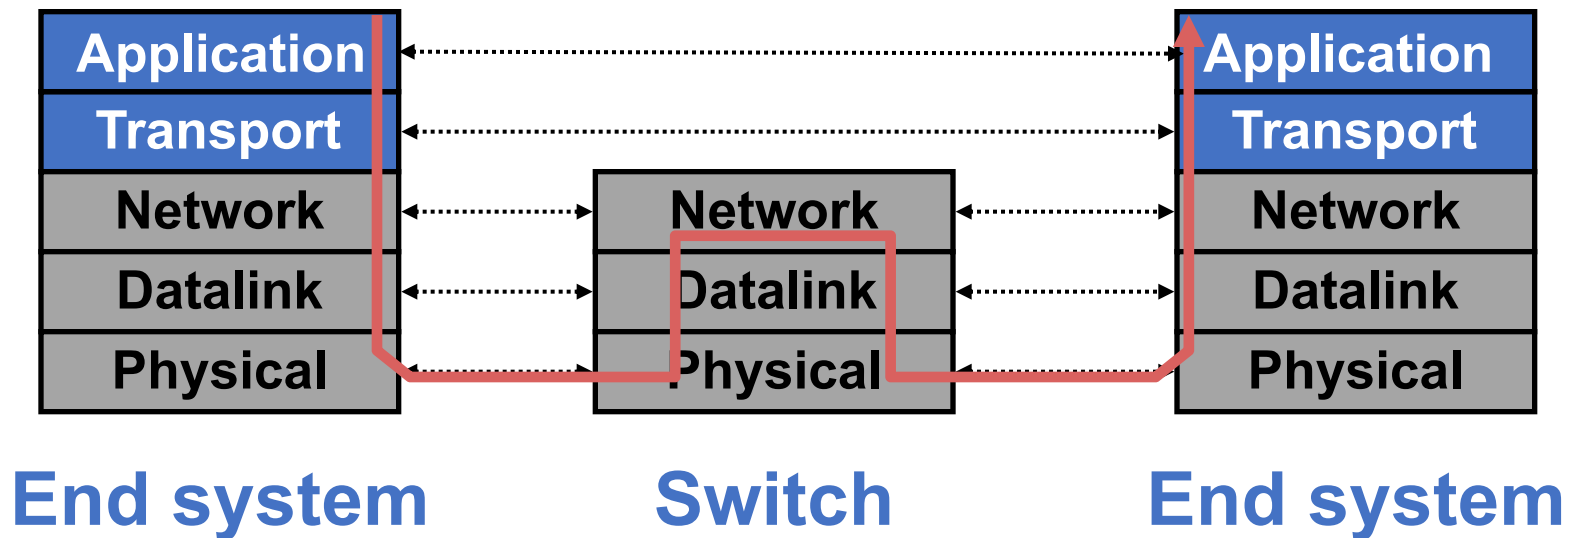 Application
Transport
Network
Datalink
Physical
End system
Network
Datalink
Physical
Switch
Application
Transport
Network
Datalink
Physical
End system